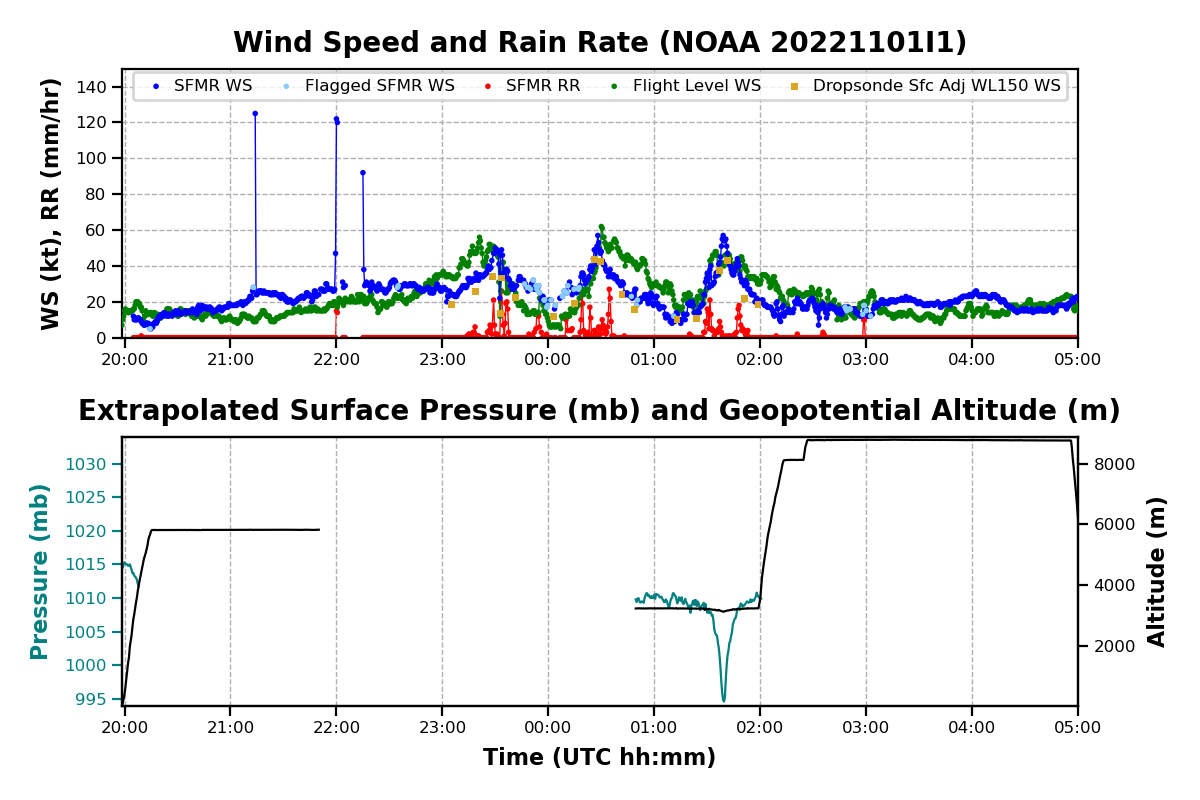 Wind Speed and Rain Rate (NOAA 20221101I1)
WS (kt), RR (mm/hr)
SFMR WS Flagged SFMR WS SFMR RR Flight Level WS Dropsonde Sfc Adj WL150 WS
140
120
100
80
60
40
20
0
20:00 21:00 22:00 23:00 00:00 01:00 02:00 03:00 04:00 05:00
Extrapolated Surface Pressure (mb) and Geopotential Altitude (m)
Pressure (mb)
1030
1025
1020
1015
1010
1005
1000
995
8000
6000
4000
2000
Altitude (m)
20:00 21:00 22:00 23:00 00:00 01:00 02:00 03:00 04:00 05:00
Time (UTC hh:mm)